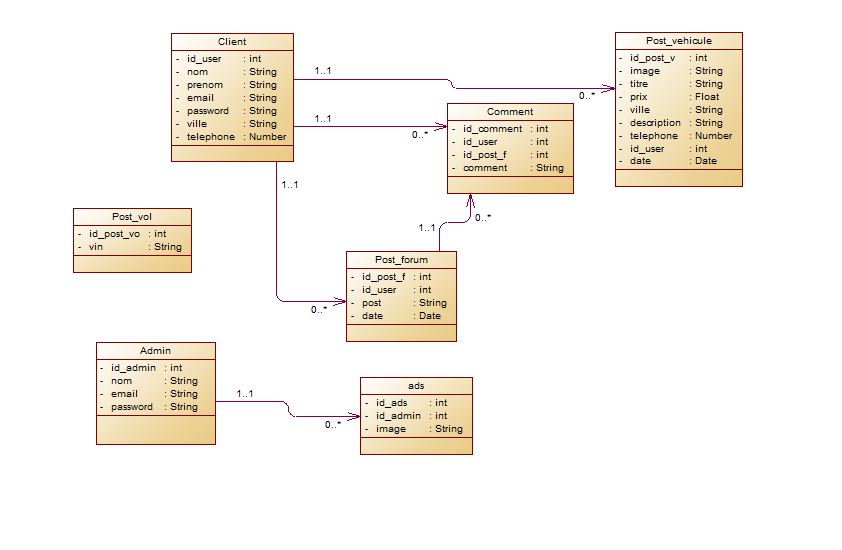 Client
- id_user : int
- nom : String
- prenom : String
- email : String
- password : String
- ville : String
- telephone : Number
Post_vehicule
- id_post_v : int
- image : String
- titre : String
- prix : Float
- ville : String
- description : String
- telephone : Number
- id_user : int
- date : Date
1..1
0..*
1..1
0..*
Comment
- id_comment : int
- id_user : int
- id_post_f : int
- comment : String
1..1
0..*
Post_vol
- id_post_vo : int
- vin : String
1..1
0..*
Post_forum
- id_post_f : int
- id_user : int
- post : String
- date : Date
Admin
- id_admin : int
- nom : String
- email : String
- password : String
1..1
0..*
ads
- id_ads : int
- id_admin : int
- image : String